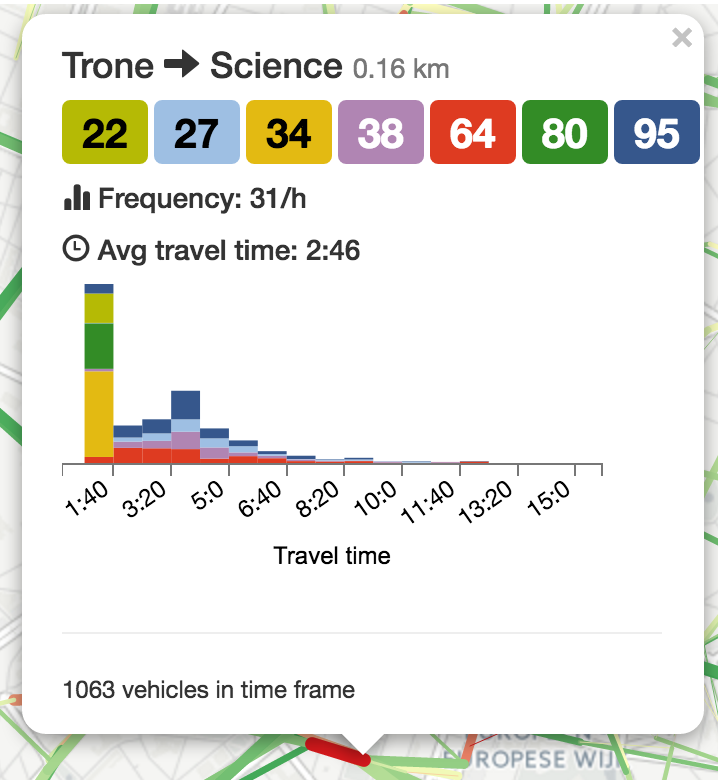 Trone → Science 0.16 km
22 27 34 38 64 80 95
Frequency: 31/h
Avg travel time: 2:46
1:40 3:20 5:0 6:40 8:20 10:0 11:40 13:20 15:0
Travel time
1063 vehicles in time frame
ROPESE WIJ